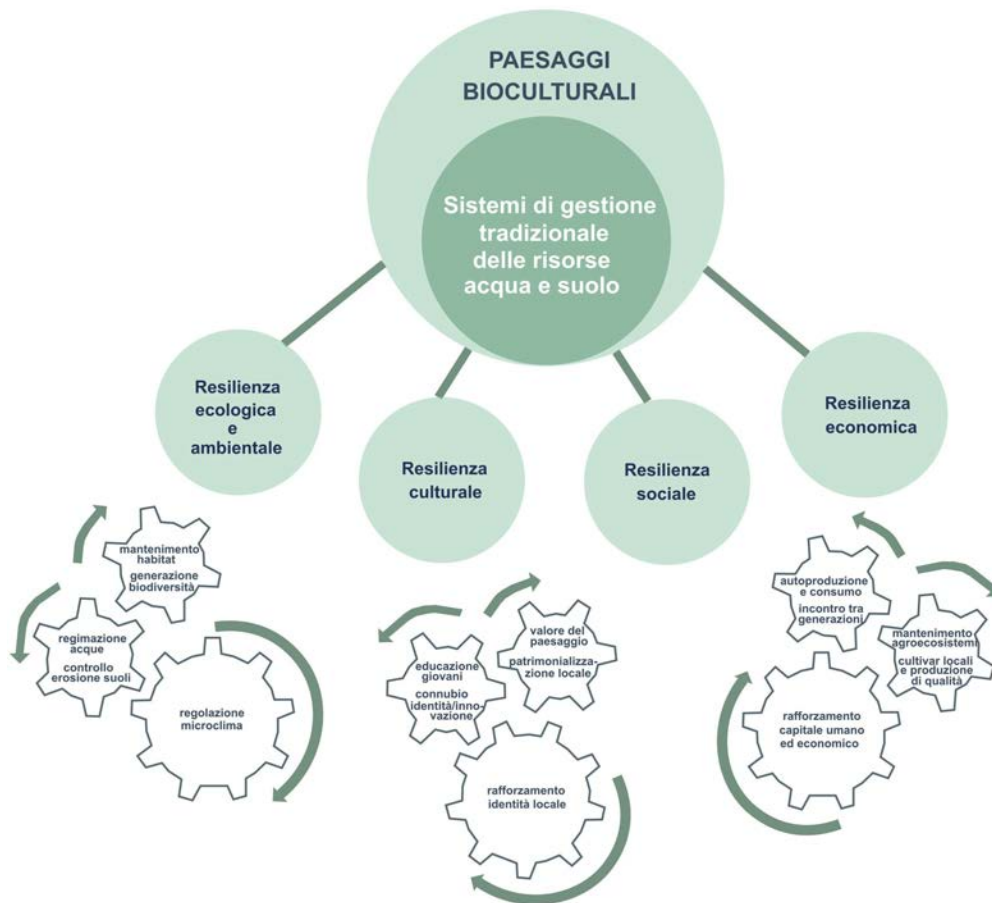 PAESAGGI
BIOCULTURALI
Sistemi di gestione
tradizionale
delle risorse
acqua e suolo
Resilienza
ecologica
e
ambientale
Resilienza
culturale
Resilienza
sociale
Resilienza
economica
mantenimento
habitat
generazione
biodiversità
regimazione
acque
controllo
erosione suoli
regolazione
microclima
educazione
giovani
connubio
identità/inno-
vazione
valore del
paesaggio
patrimonializza-
zione locale
rafforzamento
identità locale
autoproduzione
e consumo
incontro tra
generazioni
mantenimento
agroecosistemi
cultivar locali
e produzione
di qualità
rafforzamento
capitale umano
ed economico